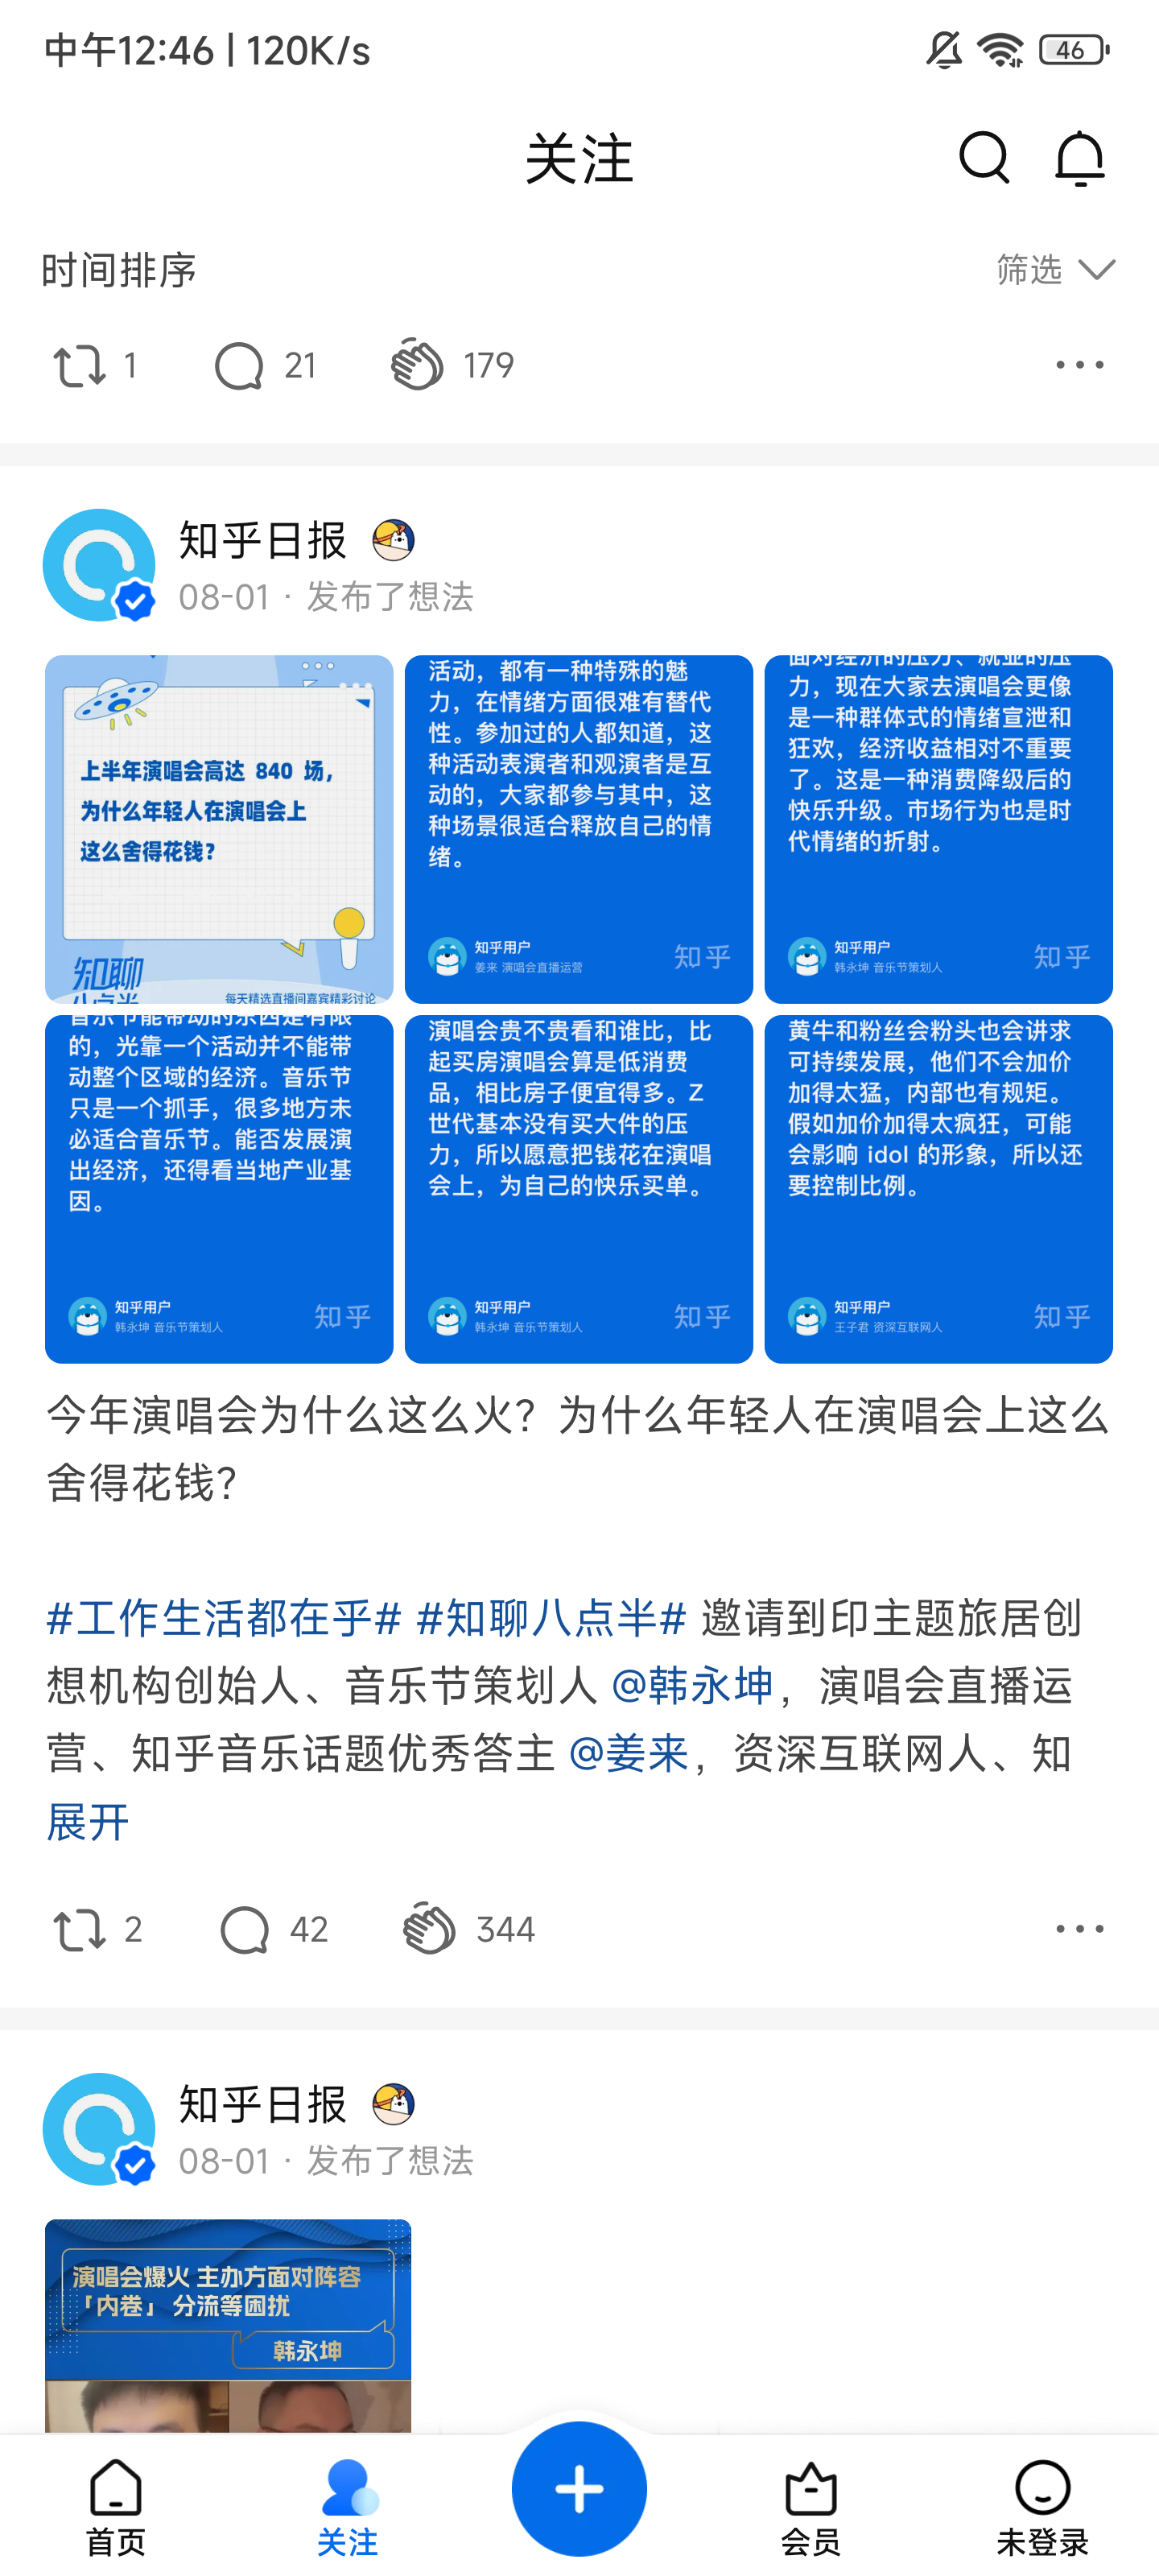 中午12:46 | 120K/s
46
关注
时间排序
筛选
1
21
179
知乎日报
08-01 · 发布了想法
上半年演唱会高达 840 场，
为什么年轻人在演唱会上
这么舍得花钱？
知聊
八点半
每天精选直播间嘉宾精彩讨论
活动，都有一种特殊的魅
力，在情绪方面很难有替代
性。参加过的人都知道，这
种活动表演者和观演者是互
动的，大家都参与其中，这
种场景很适合释放自己的情
绪。
知乎用户
姜来 演唱会直播运营
知乎
面对经济的压力、就业的压
力，现在大家去演唱会更像
是一种群体式的情绪宣泄和
狂欢，经济收益相对不重要
了。这是一种消费降级后的
快乐升级。市场行为也是时
代情绪的折射。
知乎用户
韩永坤 音乐节策划人
知乎
音乐节能带动的东西是有限
的，光靠一个活动并不能带
动整个区域的经济。音乐节
只是一个抓手，很多地方未
必适合音乐节。能否发展演
出经济，还得看当地产业基
因。
知乎用户
韩永坤 音乐节策划人
知乎
演唱会贵不贵看和谁比，比
起买房演唱会算是低消费
品，相比房子便宜得多。Z
世代基本没有买大件的压
力，所以愿意把钱花在演唱
会上，为自己的快乐买单。
知乎用户
韩永坤 音乐节策划人
知乎
黄牛和粉丝会粉头也会讲求
可持续发展，他们不会加价
加得太猛，内部也有规矩。
假如加价加得太疯狂，可能
会影响 idol 的形象，所以还
要控制比例。
知乎用户
王子君 资深互联网人
知乎
今年演唱会为什么这么火？为什么年轻人在演唱会上这么
舍得花钱？
#工作生活都在乎# #知聊八点半# 邀请到印主题旅居创
想机构创始人、音乐节策划人 @韩永坤，演唱会直播运
营、知乎音乐话题优秀答主 @姜来，资深互联网人、知
展开
2
42
344
知乎日报
08-01 · 发布了想法
演唱会爆火 主办方面对阵容
「内卷」 分流等困扰
韩永坤
首页
关注
会员
未登录